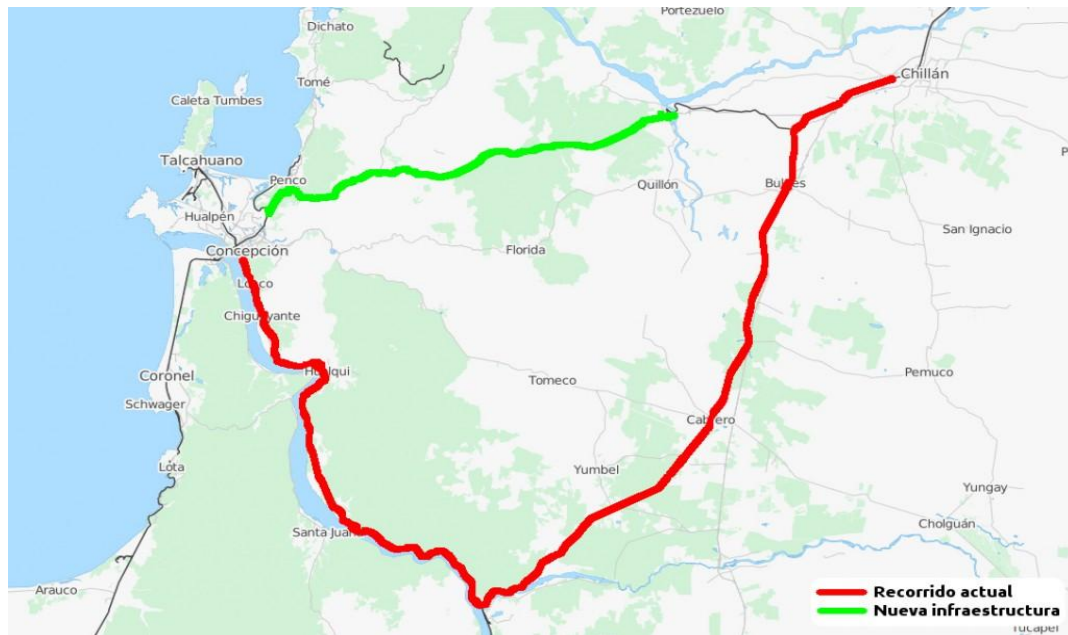 Portezuelo
Dichato
Chillán
Tomé
Caleta Tumbes
Talcahuano
Penco
Quillón
Bulnes
Hualpén
San Ignacio
Concepción
Florida
Lonco
Chiguayante
Hualqui
Coronel
Tomeco
Pemuco
Schwager
Cabrero
Lota
Yumbel
Yungay
Santa Juana
Cholguán
Arauco
Recorrido actual
Nueva infraestructura
Tucapel